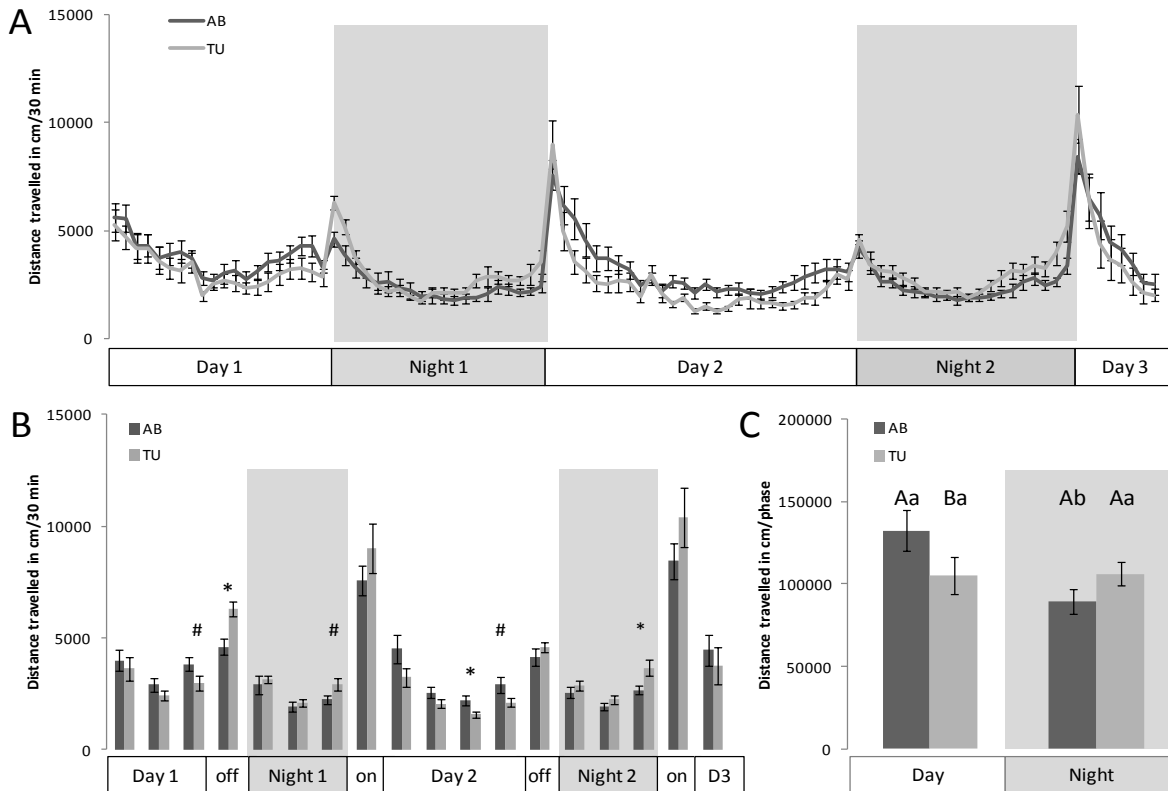 A
Distance travelled in cm/30 min
15000
10000
5000
0
AB
TU
Day 1 Night 1 Day 2 Night 2 Day 3
B
Distance travelled in cm/30 min
15000
10000
5000
0
AB
TU
# * # * # *
Day 1 off Night 1 on Day 2 off Night 2 on D3
C
Distance travelled in cm/phase
200000
150000
100000
50000
0
AB
TU
Aa Ba Ab Aa
Day Night